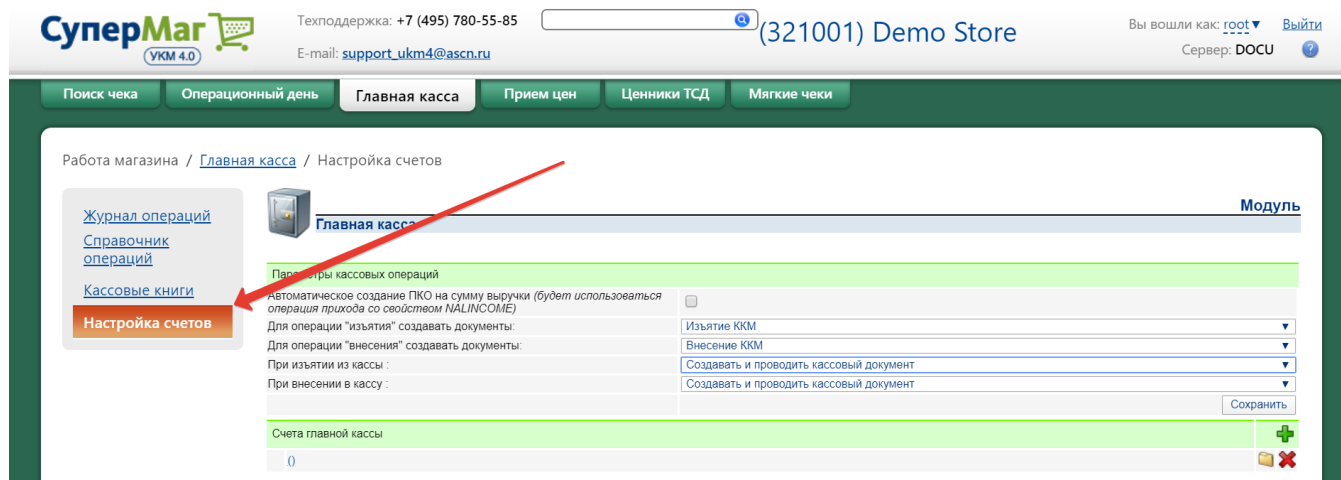 СуперМаг
(УКМ 4.0)
Техподдержка: +7 (495) 780-55-85
E-mail: support_ukm4@ascn.ru
(321001) Demo Store
Вы вошли как: root▼ Выйти
Сервер: DOCU ?
Поиск чека Операционный день Главная касса Прием цен Ценники ТСД Мягкие чеки
Работа магазина / Главная касса / Настройка счетов
Журнал операций
Справочник
операций
Кассовые книги
Настройка счетов
Модуль
Главная касса
Параметры кассовых операций
Автоматическое создание ПКО на сумму выручки (будет использоваться
операция прихода со свойством NALINCOME)
Для операции "изъятия" создавать документы: Изъятие ККМ
Для операции "внесения" создавать документы: Внесение ККМ
При изъятии из кассы : Создавать и проводить кассовый документ
При внесении в кассу : Создавать и проводить кассовый документ
Сохранить
Счета главной кассы
()